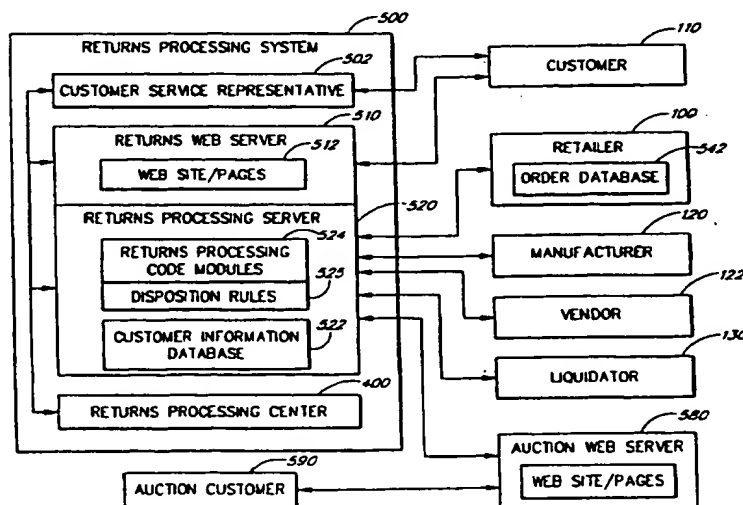 500
RETURNS PROCESSING SYSTEM
502
CUSTOMER SERVICE REPRESENTATIVE
510
RETURNS WEB SERVER
512
WEB SITE/PAGES
520
RETURNS PROCESSING SERVER
524
RETURNS PROCESSING
CODE MODULES
525
DISPOSITION RULES
522
CUSTOMER INFORMATION
DATABASE
400
RETURNS PROCESSING CENTER
110
CUSTOMER
100
RETAILER
542
ORDER DATABASE
120
MANUFACTURER
122
VENDOR
130
LIQUIDATOR
580
AUCTION WEB SERVER
WEB SITE/PAGES
590
AUCTION CUSTOMER